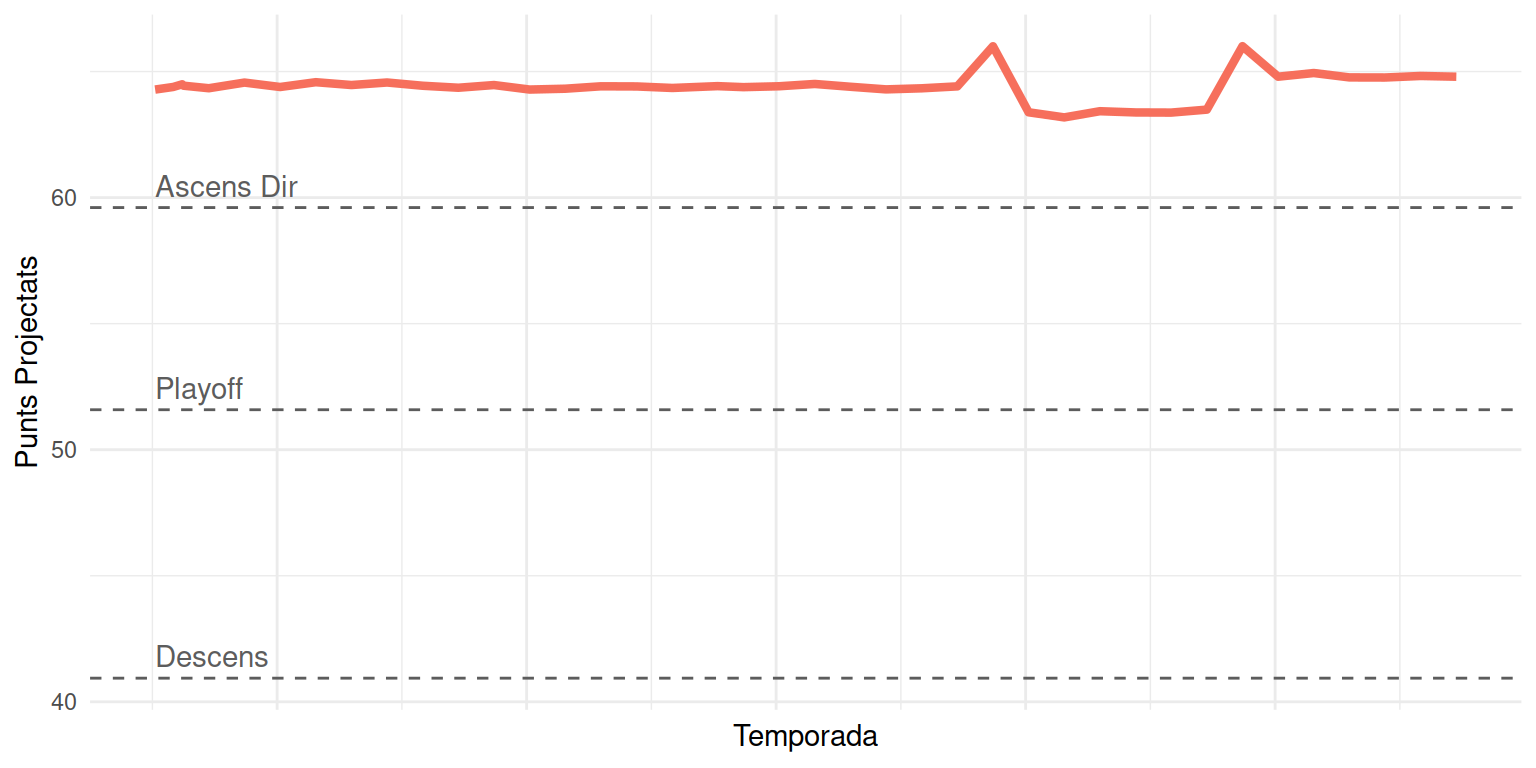 Punts Projectats
60
50
40
Ascens Dir
Playoff
Descens
Temporada